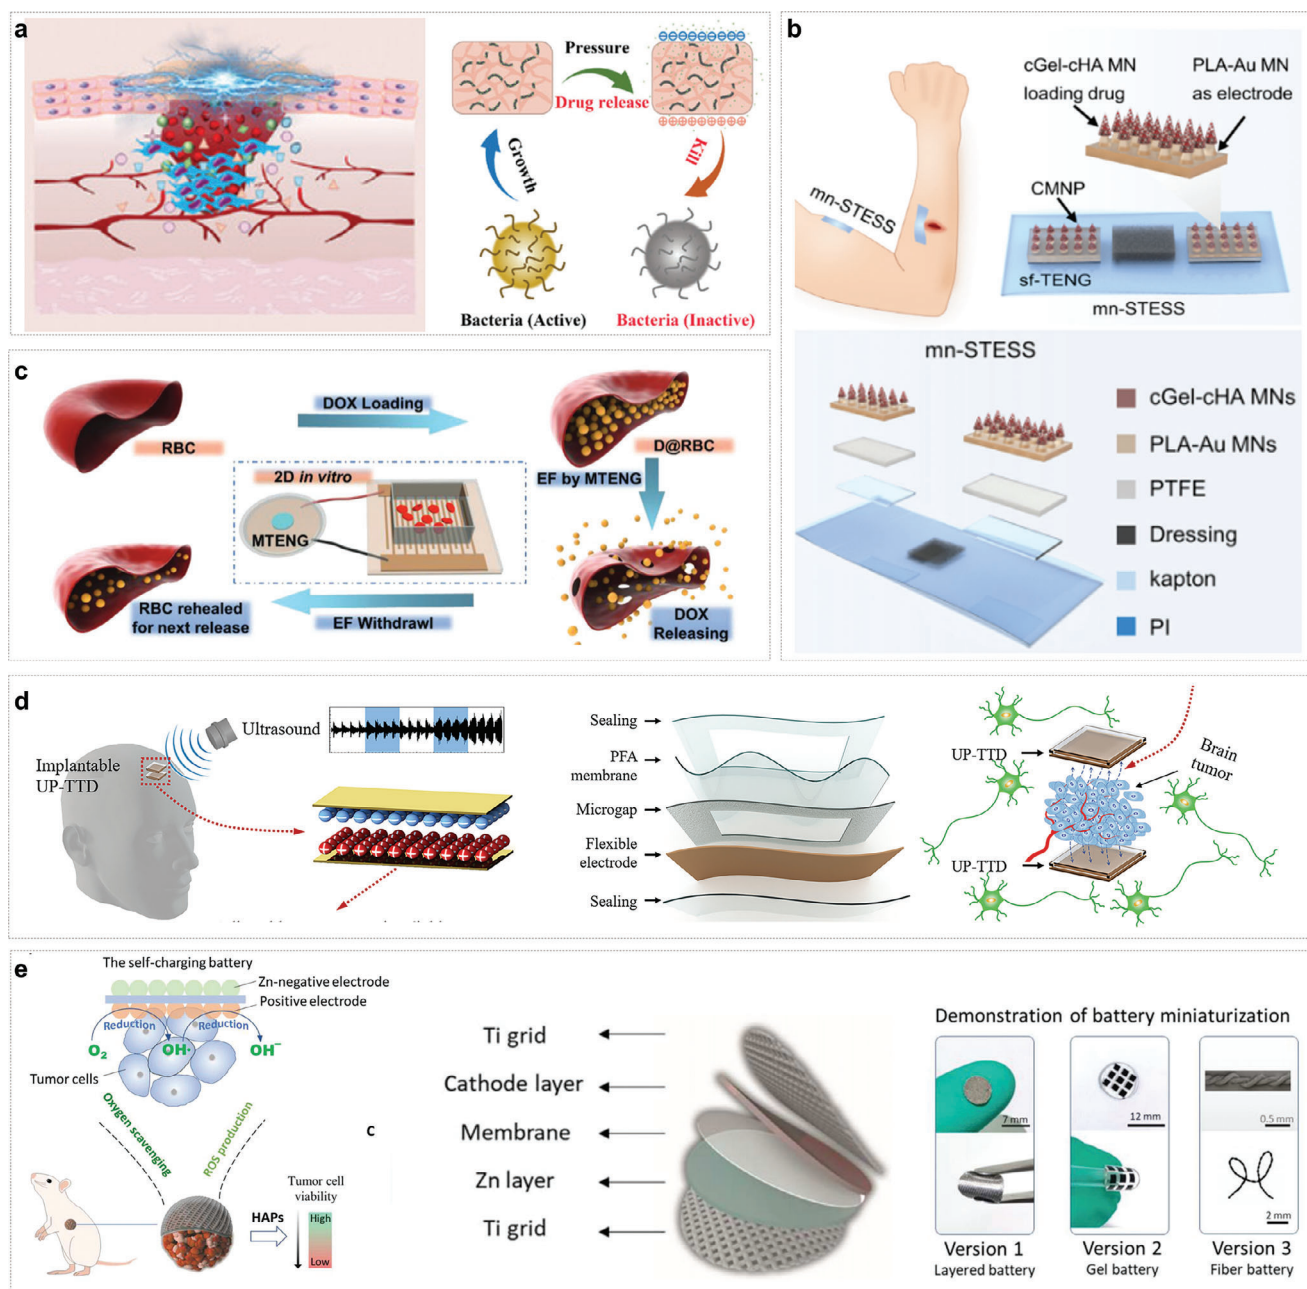 a
Pressure
Drug release
Growth
Kill
Bacteria (Active)
Bacteria (Inactive)
b
cGel-cHA MN
loading drug
PLA-Au MN
as electrode
mn-STESS
CMNP
sf-TENG
mn-STESS
mn-STESS
cGel-cHA MNs
PLA-Au MNs
PTFE
Dressing
kapton
PI
c
RBC
DOX Loading
D@RBC
2D in vitro
MTENG
EF by MTENG
DOX
Releasing
EF Withdrawl
RBC rehealed
for next release
d
Ultrasound
Implantable
UP-TTD
Sealing
PFA
membrane
Microgap
Flexible
electrode
Sealing
UP-TTD
Brain
tumor
UP-TTD
e
The self-charging battery
Zn-negative electrode
Positive electrode
Reduction
Reduction
O₂
OH·
OH⁻
Tumor cells
Oxygen scavenging
ROS production
HAPs
Tumor cell
viability
High
Low
c
Ti grid
Cathode layer
Membrane
Zn layer
Ti grid
Demonstration of battery miniaturization
7 mm
12 mm
0.5 mm
2 mm
Version 1
Layered battery
Version 2
Gel battery
Version 3
Fiber battery